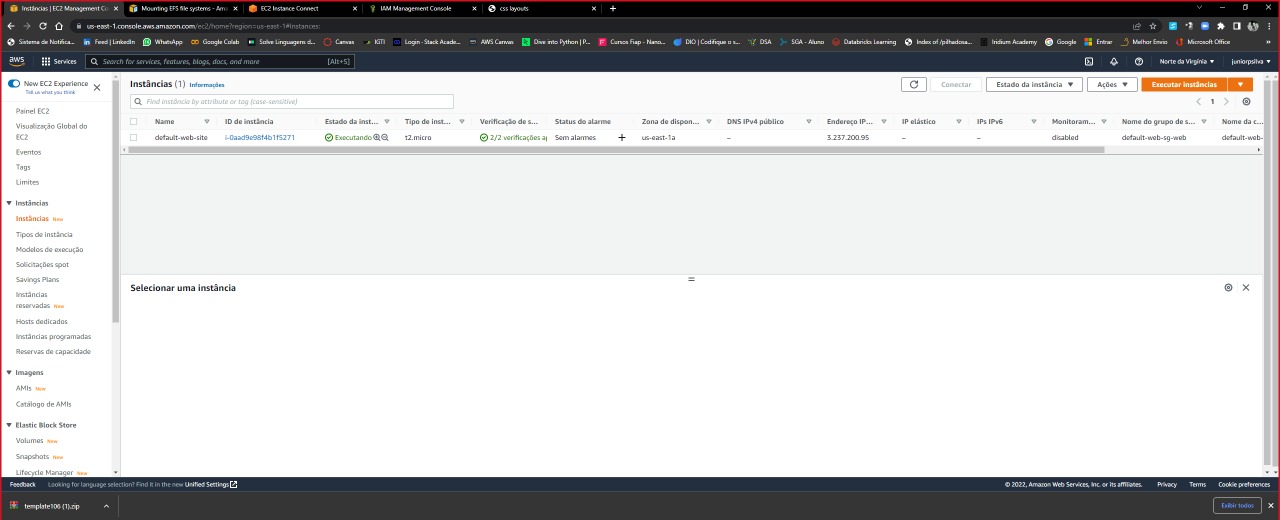 Instâncias | EC2 Management Co
Mounting EFS file systems - Ama
EC2 Instance Connect
IAM Management Console
css layouts
us-east-1.console.aws.amazon.com/ec2/home?region=us-east-1#Instances:
Sistema de Notifica...
Feed | LinkedIn
WhatsApp
Google Colab
Solve Linguagens d...
Canvas
IGTI
Login · Stack Acade...
AWS Canvas
Dive into Python | P...
Cursos Fiap - Nano...
DIO | Codifique o s...
DSA
SGA - Aluno
Databricks Learning
Index of /pilhadosa...
Iridium Academy
Google
Entrar
Melhor Envio
Microsoft Office
aws
Services
Search for services, features, blogs, docs, and more
[Alt+S]
Norte da Virgínia
juniorpsilva
New EC2 Experience
Tell us what you think
Painel EC2
Visualização Global do
EC2
Eventos
Tags
Limites
Instâncias
Instâncias New
Tipos de instância
Modelos de execução
Solicitações spot
Savings Plans
Instâncias
reservadas New
Hosts dedicados
Instâncias programadas
Reservas de capacidade
Imagens
AMIs New
Catálogo de AMIs
Elastic Block Store
Volumes New
Snapshots New
Lifecycle Manager New
Instâncias (1) Informações
Conectar
Estado da instância
Ações
Executar instâncias
Find instância by attribute or tag (case-sensitive)
1
Name
ID de instância
Estado da inst...
Tipo de inst...
Verificação de s...
Status do alarme
Zona de dispon...
DNS IPv4 público
Endereço IP...
IP elástico
IPs IPv6
Monitoram...
Nome do grupo de s...
Nome da c
default-web-site
i-0aad9e98f4b1f5271
Executando
t2.micro
2/2 verificações a
Sem alarmes
us-east-1a
–
3.237.200.95
–
–
disabled
default-web-sg-web
default-web-
Selecionar uma instância
Feedback
Looking for language selection? Find it in the new Unified Settings
© 2022, Amazon Web Services, Inc. or its affiliates.
Privacy
Terms
Cookie preferences
template106 (1).zip
Exibir todos